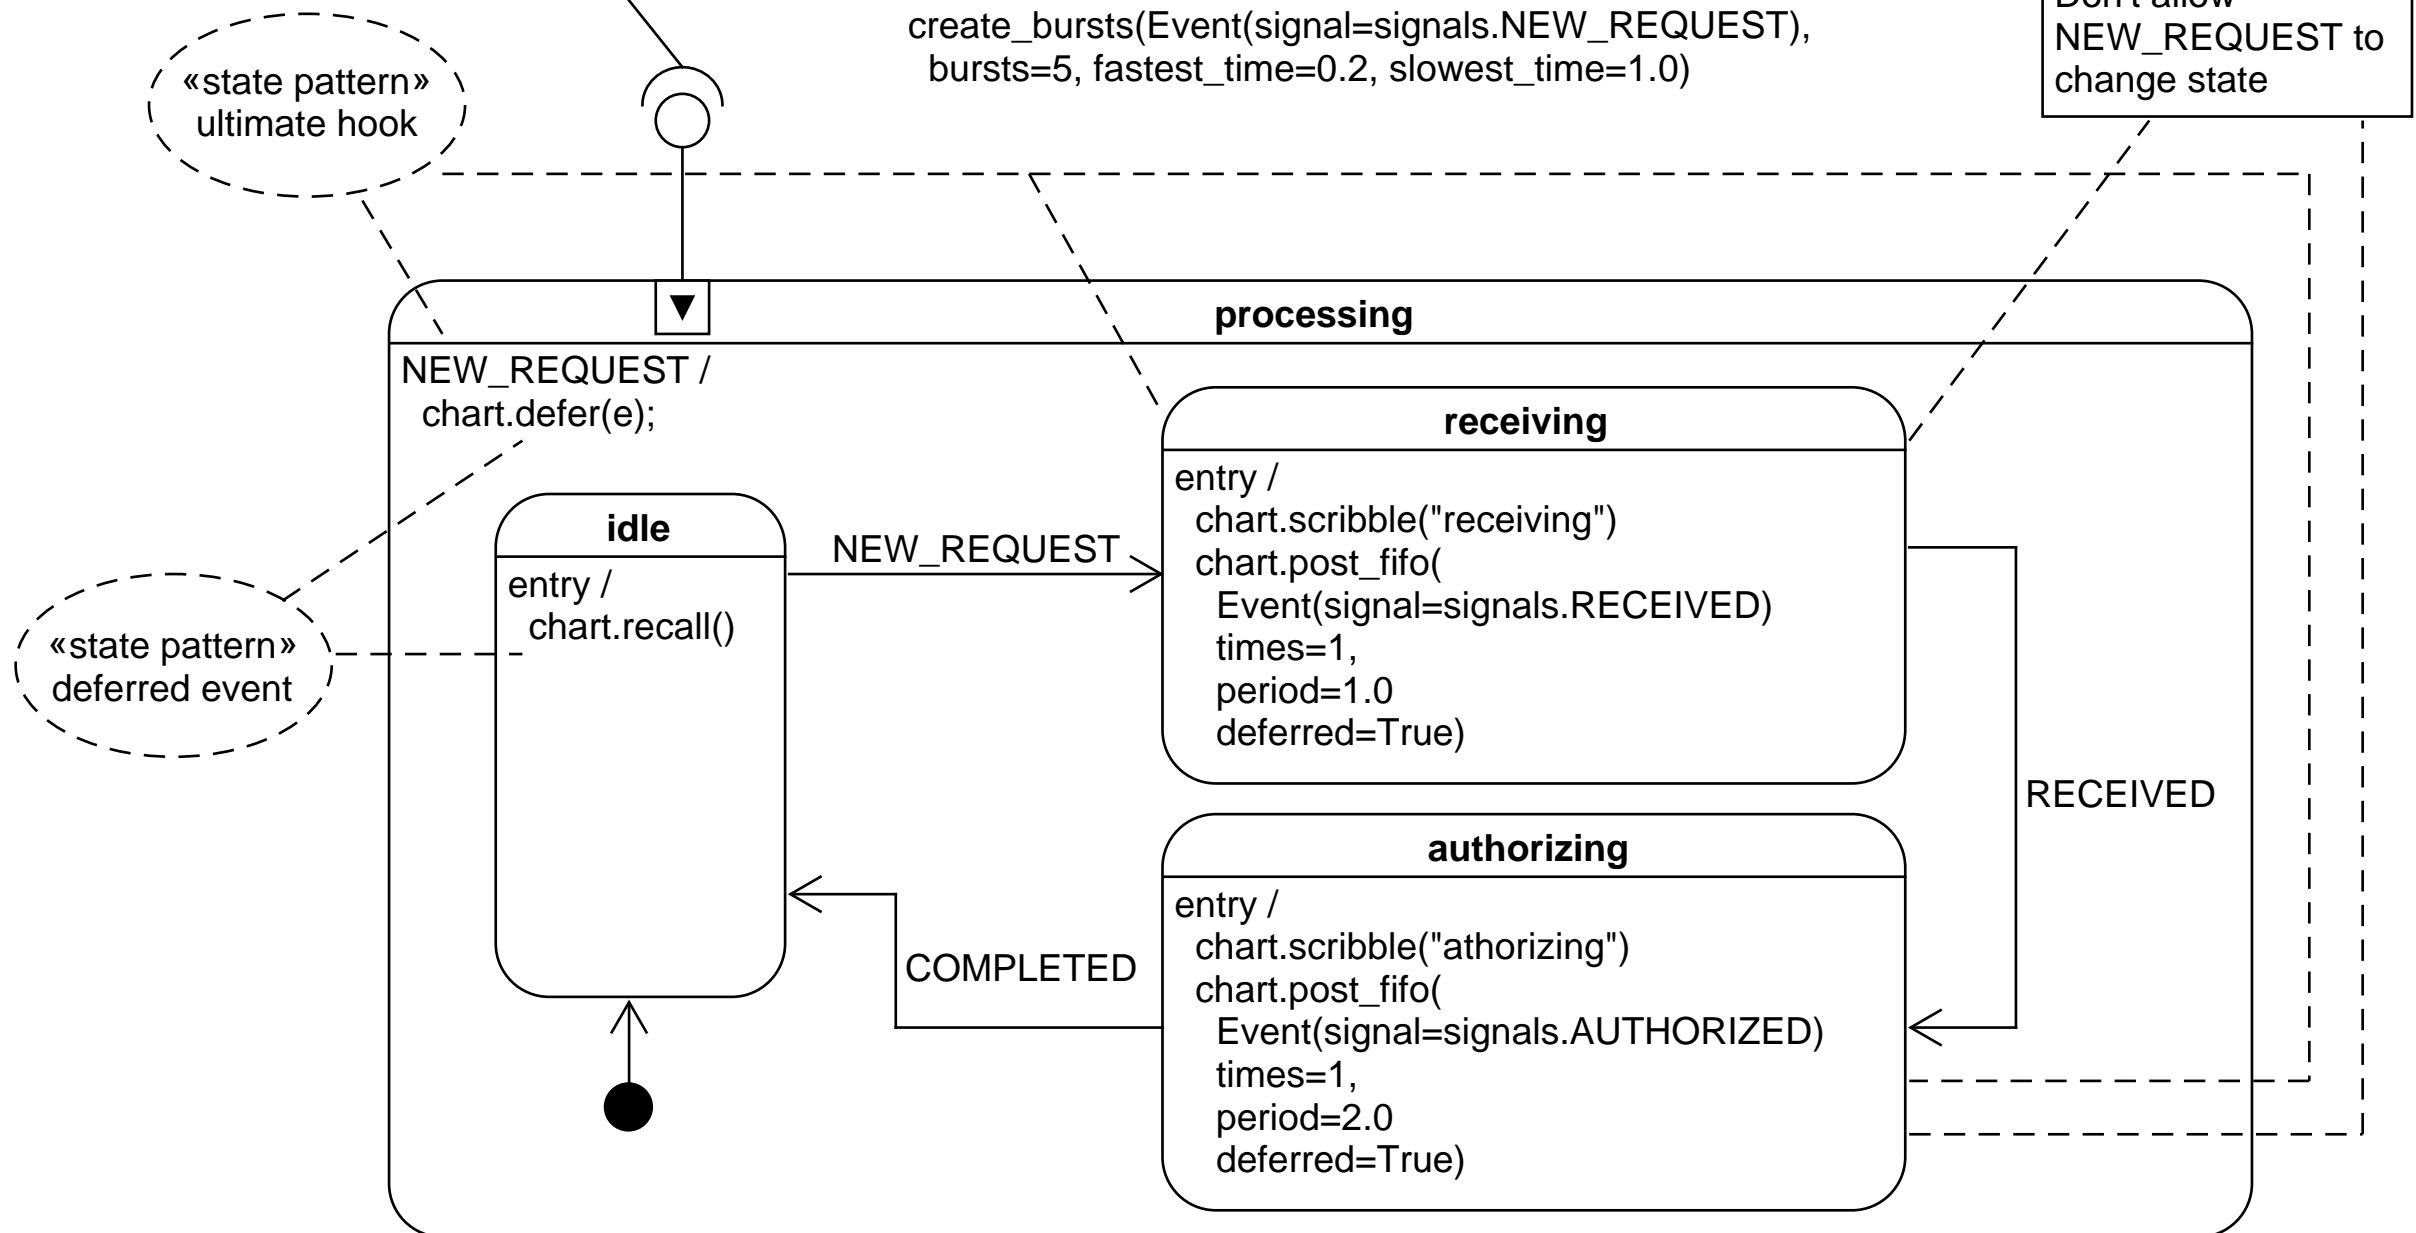 create_bursts(Event(signal=signals.NEW_REQUEST),
bursts=5, fastest_time=0.2, slowest_time=1.0)
Don't allow
NEW_REQUEST to
change state
«state pattern»
ultimate hook
processing
NEW_REQUEST /
chart.defer(e);
receiving
entry /
chart.scribble("receiving")
chart.post_fifo(
Event(signal=signals.RECEIVED)
times=1,
period=1.0
deferred=True)
idle
entry /
chart.recall()
NEW_REQUEST
«state pattern»
deferred event
RECEIVED
authorizing
entry /
chart.scribble("athorizing")
chart.post_fifo(
Event(signal=signals.AUTHORIZED)
times=1,
period=2.0
deferred=True)
COMPLETED